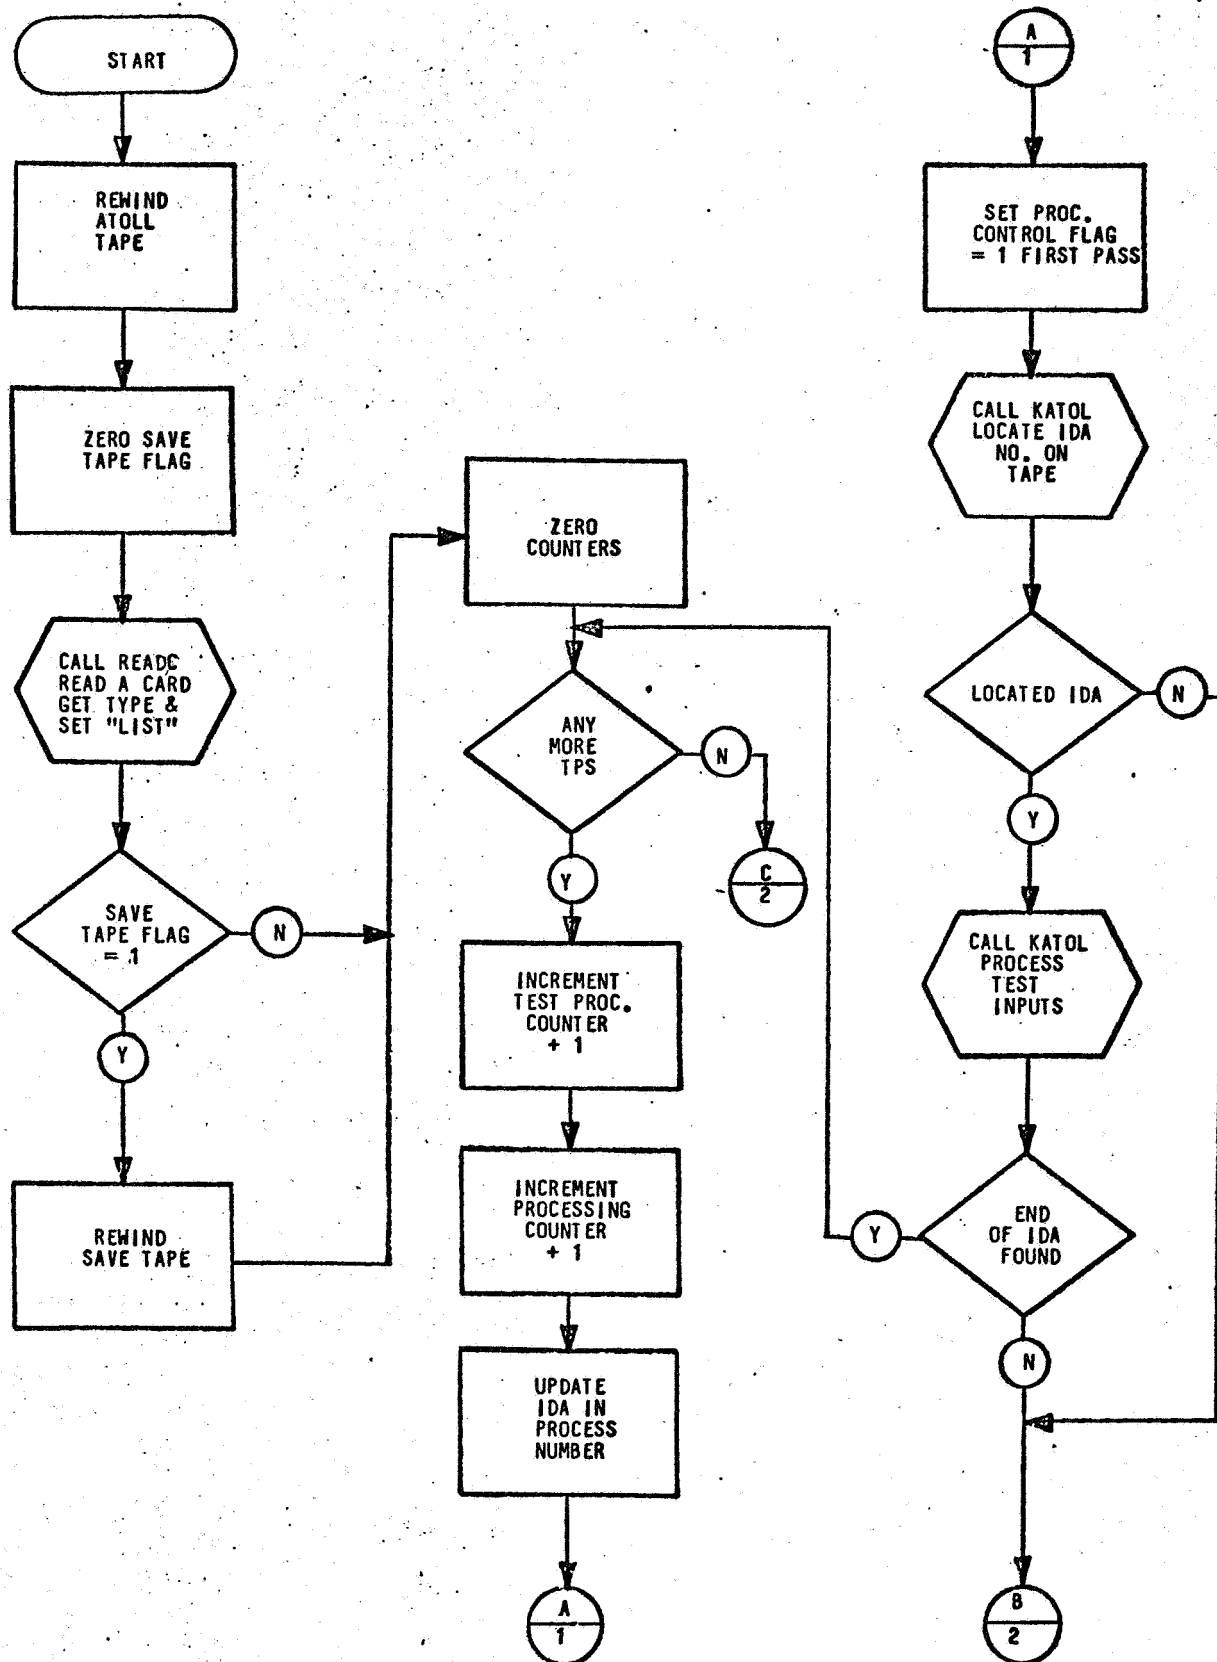 START
REWIND
ATOLL
TAPE
ZERO SAVE
TAPE FLAG
CALL READC
READ A CARD
GET TYPE &
SET "LIST"
SAVE
TAPE FLAG
= 1
N
Y
REWIND
SAVE TAPE
ZERO
COUNTERS
ANY
MORE
TPS
N
C
2
Y
INCREMENT
TEST PROC.
COUNTER
+ 1
INCREMENT
PROCESSING
COUNTER
+ 1
UPDATE
IDA IN
PROCESS
NUMBER
A
1
A
1
SET PROC.
CONTROL FLAG
= 1 FIRST PASS
CALL KATOL
LOCATE IDA
NO. ON
TAPE
LOCATED IDA
N
Y
CALL KATOL
PROCESS
TEST
INPUTS
END
OF IDA
FOUND
Y
N
B
2